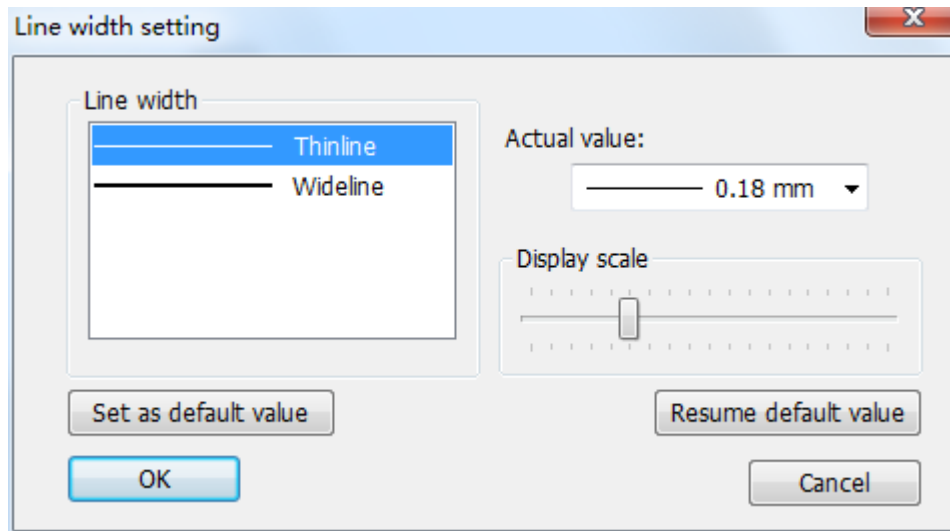 Line width setting
Line width
Thinline
Wideline
Actual value:
0.18 mm
Display scale
Set as default value
Resume default value
OK
Cancel